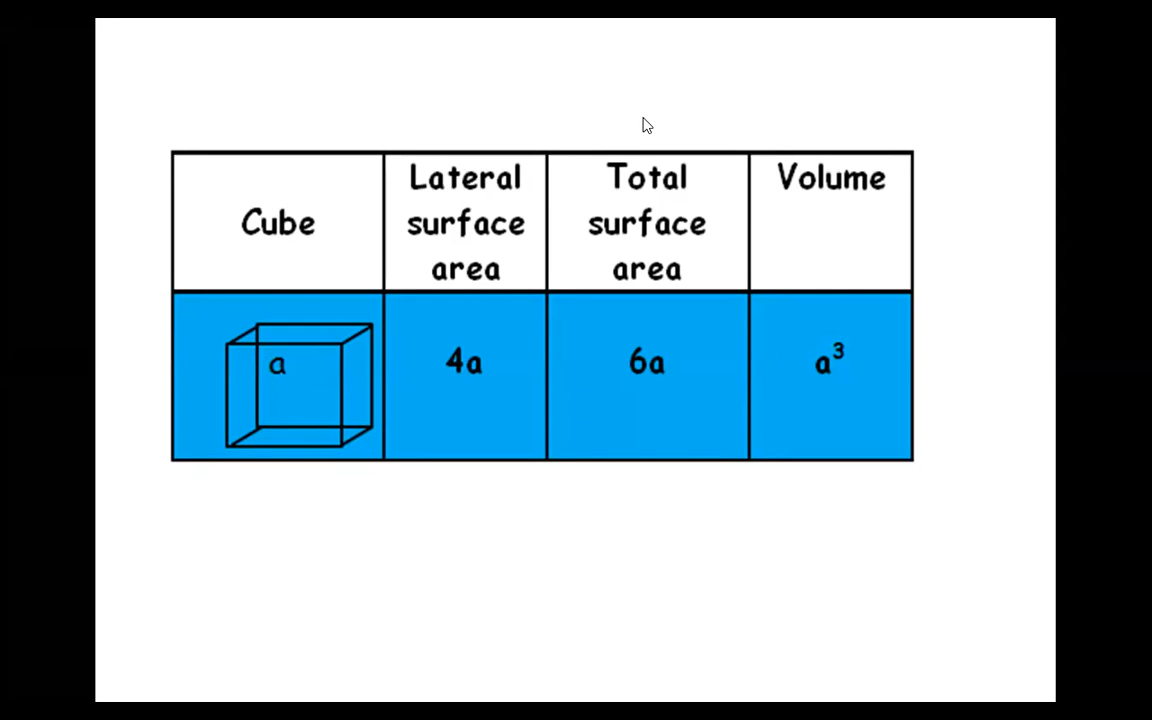 Cube
Lateral
surface
area
Total
surface
area
Volume
a
4a
6a
a³